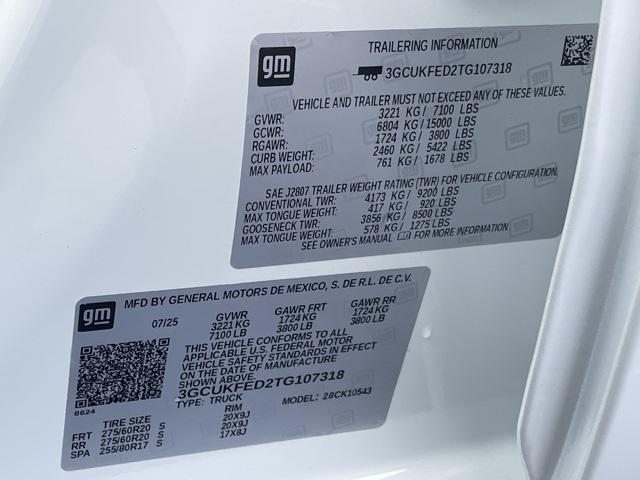 gm
TRAILERING INFORMATION
3GCUKFED2TG107318
VEHICLE AND TRAILER MUST NOT EXCEED ANY OF THESE VALUES.
GVWR: 3221 KG / 7100 LBS
GCWR: 6804 KG / 15000 LBS
RGAWR: 1724 KG / 3800 LBS
CURB WEIGHT: 2460 KG / 5422 LBS
MAX PAYLOAD: 761 KG / 1678 LBS
SAE J2807 TRAILER WEIGHT RATING (TWR) FOR VEHICLE CONFIGURATION.
CONVENTIONAL TWR: 4173 KG / 9200 LBS
MAX TONGUE WEIGHT: 417 KG / 920 LBS
GOOSENECK TWR: 3856 KG / 8500 LBS
MAX TONGUE WEIGHT: 578 KG / 1275 LBS
SEE OWNER'S MANUAL FOR MORE INFORMATION
gm
MFD BY GENERAL MOTORS DE MEXICO, S. DE R.L. DE C.V.
07/25 GVWR GAWR FRT GAWR RR
3221 KG 1724 KG 1724 KG
7100 LB 3800 LB 3800 LB
THIS VEHICLE CONFORMS TO ALL
APPLICABLE U.S. FEDERAL MOTOR
VEHICLE SAFETY STANDARDS IN EFFECT
ON THE DATE OF MANUFACTURE
3GCUKFED2TG107318
TYPE: TRUCK MODEL: 28CK10543
8624
TIRE SIZE RIM
FRT 275/60R20 S 20X9J
RR 275/60R20 S 20X9J
SPA 255/80R17 S 17X8J